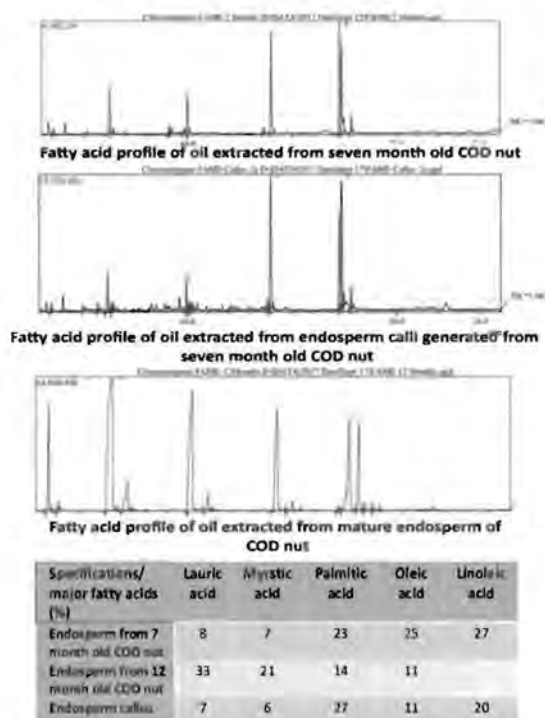 Fatty acid profile of oil extracted from seven month old COD nut
Fatty acid profile of oil extracted from endosperm calli generated from
seven month old COD nut
Fatty acid profile of oil extracted from mature endosperm of
COD nut
Specifications/ Lauric Myrstic Palmitic Oleic Linoleic
major fatty acids acid acid acid acid acid
(%)
Endosperm from 7 8 7 23 25 27
month old COD nut
Endosperm from 12 33 21 14 11
month old COD nut
Endosperm callus 7 6 27 11 20